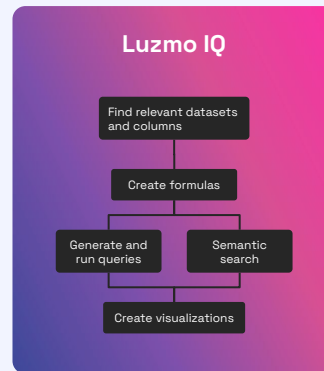 Luzmo IQ
Find relevant datasets
and columns
Create formulas
Generate and
run queries
Semantic
search
Create visualizations